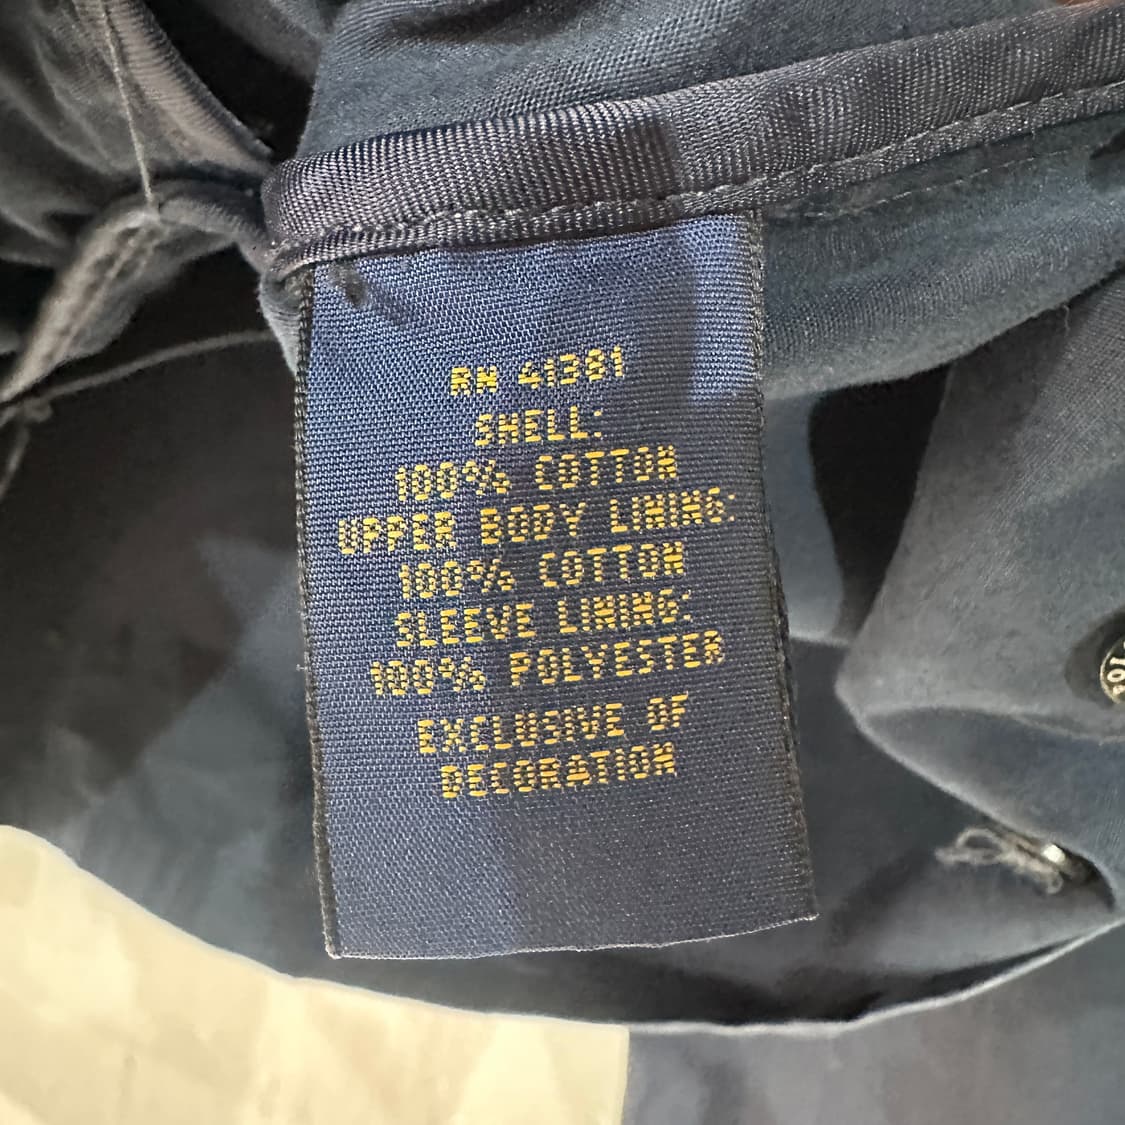 RN 41381
SHELL:
100% COTTON
UPPER BODY LINING:
100% COTTON
SLEEVE LINING:
100% POLYESTER
EXCLUSIVE OF
DECORATION